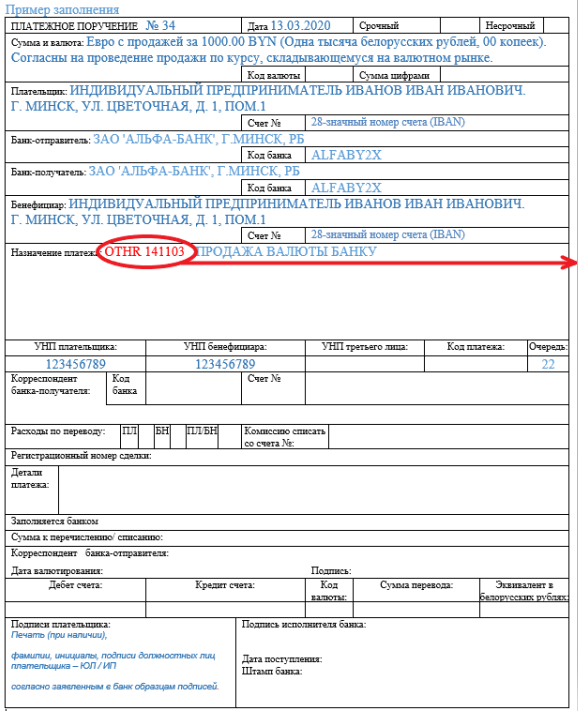 Пример заполнения
ПЛАТЕЖНОЕ ПОРУЧЕНИЕ № 34 Дата 13.03.2020 Срочный Несрочный
Сумма и валюта: Евро с продажей за 1000.00 BYN (Одна тысяча белорусских рублей, 00 копеек).
Согласны на проведение продажи по курсу, складывающемуся на валютном рынке.
Код валюты Сумма цифрами
Плательщик: ИНДИВИДУАЛЬНЫЙ ПРЕДПРИНИМАТЕЛЬ ИВАНОВ ИВАН ИВАНОВИЧ.
Г. МИНСК, УЛ. ЦВЕТОЧНАЯ, Д. 1, ПОМ.1
Счет № 28-значный номер счета (IBAN)
Банк-отправитель: ЗАО 'АЛЬФА-БАНК', Г.МИНСК, РБ
Код банка ALFABY2X
Банк-получатель: ЗАО 'АЛЬФА-БАНК', Г.МИНСК, РБ
Код банка ALFABY2X
Бенефициар: ИНДИВИДУАЛЬНЫЙ ПРЕДПРИНИМАТЕЛЬ ИВАНОВ ИВАН ИВАНОВИЧ.
Г. МИНСК, УЛ. ЦВЕТОЧНАЯ, Д. 1, ПОМ.1
Счет № 28-значный номер счета (IBAN)
Назначение платежа: OTHR 141103 ПРОДАЖА ВАЛЮТЫ БАНКУ
УНП плательщика: УНП бенефициара: УНП третьего лица: Код платежа: Очередь:
123456789 123456789 22
Корреспондент Код Счет №
банка-получателя: банка
Расходы по переводу: ПЛ БН ПЛ/БН Комиссию списать
со счета №:
Регистрационный номер сделки:
Детали
платежа:
Заполняется банком
Сумма к перечислению/ списанию:
Корреспондент банка-отправителя:
Дата валютирования: Подпись:
Дебет счета: Кредит счета: Код Сумма перевода: Эквивалент в
валюты: белорусских рублях:
Подписи плательщика: Подпись исполнителя банка:
Печать (при наличии),
фамилии, инициалы, подписи должностных лиц
плательщика – ЮЛ / ИП
Дата поступления:
Штамп банка:
согласно заявленным в банк образцам подписей.